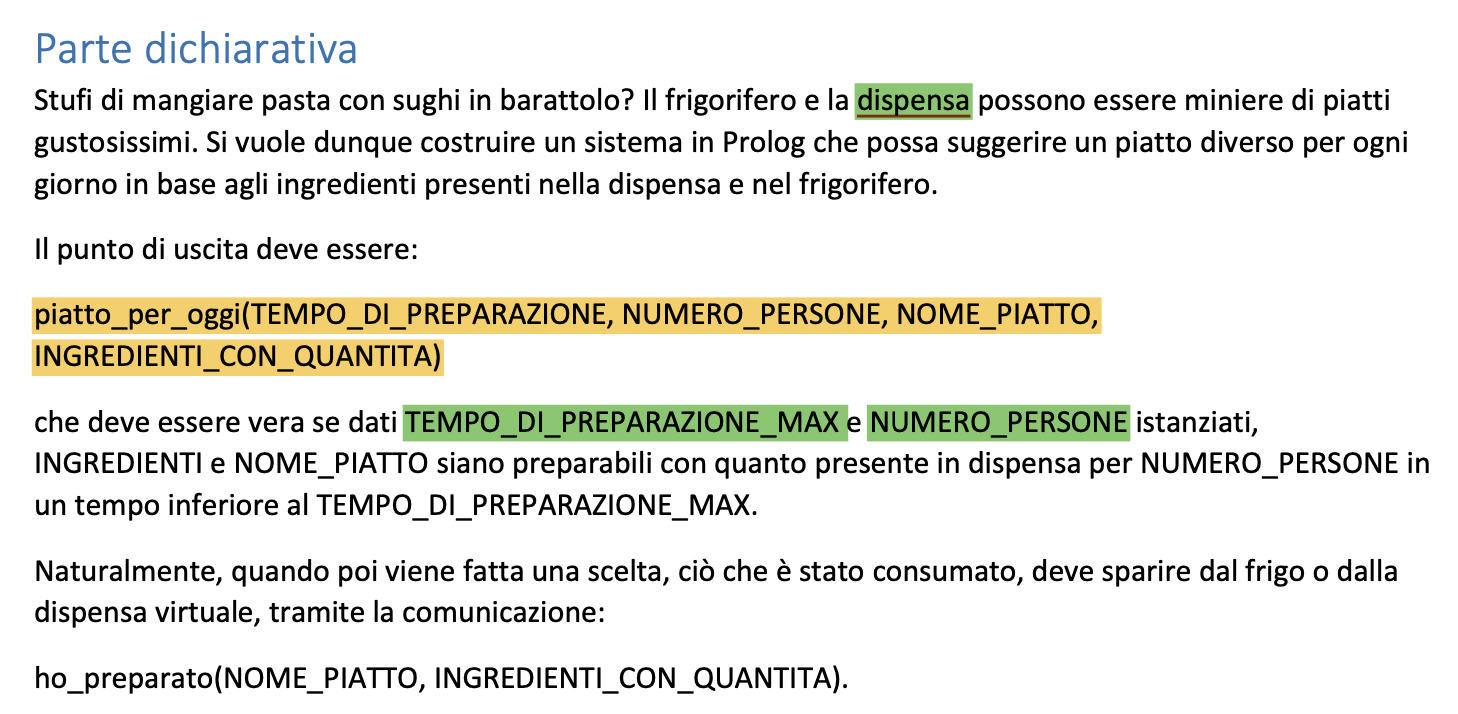 Parte dichiarativa
Stufi di mangiare pasta con sughi in barattolo? Il frigorifero e la dispensa possono essere miniere di piatti
gustosissimi. Si vuole dunque costruire un sistema in Prolog che possa suggerire un piatto diverso per ogni
giorno in base agli ingredienti presenti nella dispensa e nel frigorifero.
Il punto di uscita deve essere:
piatto_per_oggi(TEMPO_DI_PREPARAZIONE, NUMERO_PERSONE, NOME_PIATTO,
INGREDIENTI_CON_QUANTITA)
che deve essere vera se dati TEMPO_DI_PREPARAZIONE_MAX e NUMERO_PERSONE istanziati,
INGREDIENTI e NOME_PIATTO siano preparabili con quanto presente in dispensa per NUMERO_PERSONE in
un tempo inferiore al TEMPO_DI_PREPARAZIONE_MAX.
Naturalmente, quando poi viene fatta una scelta, ciò che è stato consumato, deve sparire dal frigo o dalla
dispensa virtuale, tramite la comunicazione:
ho_preparato(NOME_PIATTO, INGREDIENTI_CON_QUANTITA).